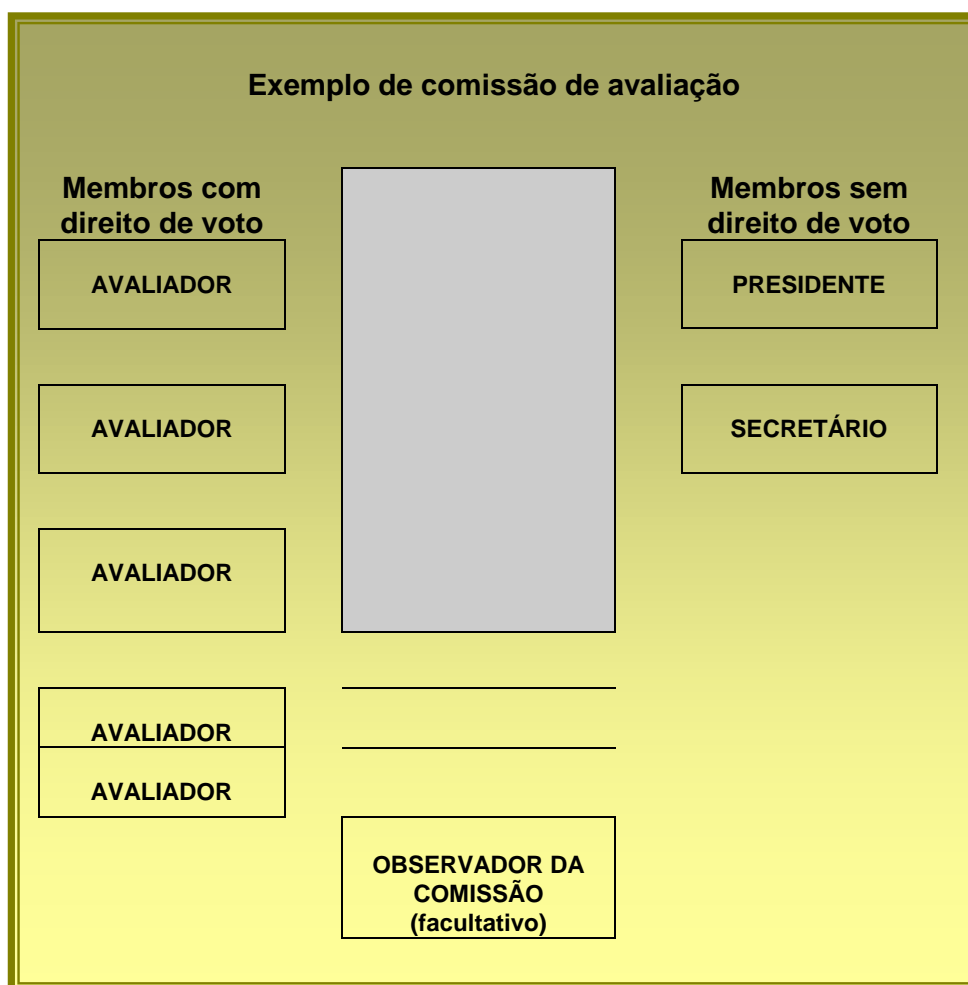 Exemplo de comissão de avaliação
Membros com
direito de voto
Membros sem
direito de voto
AVALIADOR
PRESIDENTE
AVALIADOR
SECRETÁRIO
AVALIADOR
AVALIADOR
AVALIADOR
OBSERVADOR DA
COMISSÃO
(facultativo)